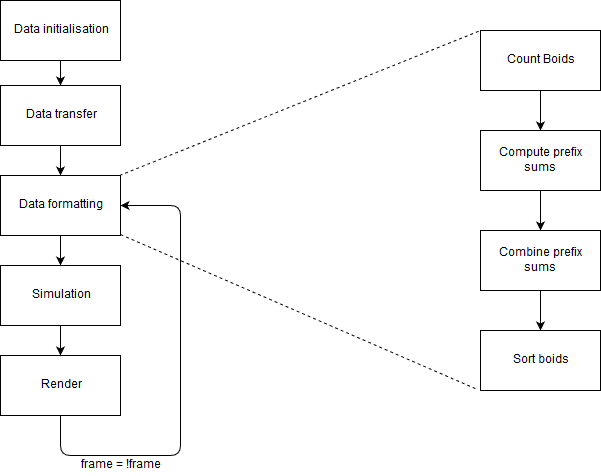 Data initialisation
Data transfer
Data formatting
Simulation
Render
frame = !frame
Count Boids
Compute prefix
sums
Combine prefix
sums
Sort boids